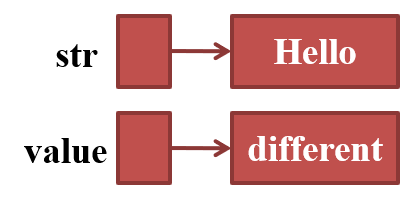 str Hello
value different